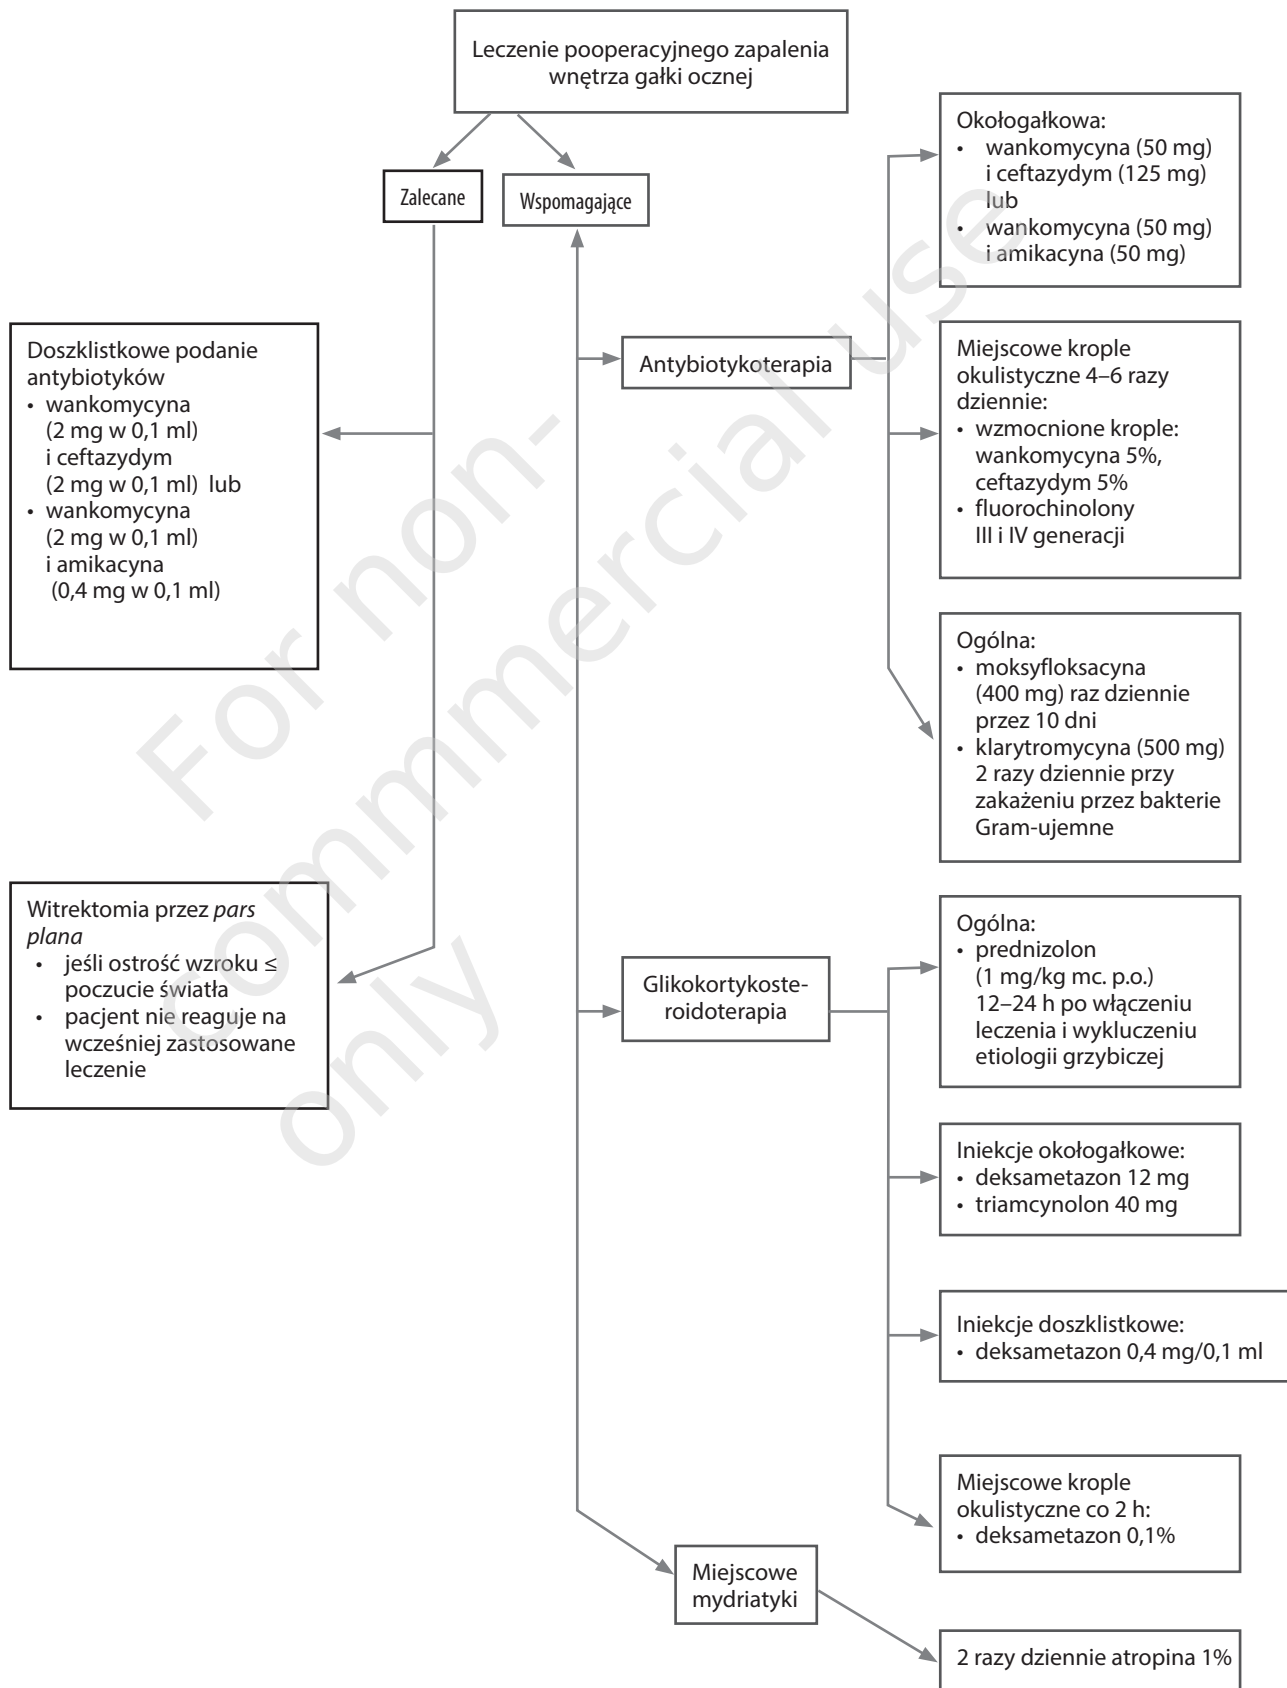 Leczenie pooperacyjnego zapalenia
wnętrza gałki ocznej
Zalecane
Wspomagające
Doszklistkowe podanie
antybiotyków
• wankomycyna
(2 mg w 0,1 ml)
i ceftazydym
(2 mg w 0,1 ml) lub
• wankomycyna
(2 mg w 0,1 ml)
i amikacyna
(0,4 mg w 0,1 ml)
Witrektomia przez pars
plana
• jeśli ostrość wzroku ≤
poczucie światła
• pacjent nie reaguje na
wcześniej zastosowane
leczenie
Antybiotykoterapia
Okołogałkowa:
• wankomycyna (50 mg)
i ceftazydym (125 mg)
lub
• wankomycyna (50 mg)
i amikacyna (50 mg)
Miejscowe krople
okulistyczne 4–6 razy
dziennie:
• wzmocnione krople:
wankomycyna 5%,
ceftazydym 5%
• fluorochinolony
III i IV generacji
Ogólna:
• moksyfloksacyna
(400 mg) raz dziennie
przez 10 dni
• klarytromycyna (500 mg)
2 razy dziennie przy
zakażeniu przez bakterie
Gram-ujemne
Glikokortykoste-
roidoterapia
Ogólna:
• prednizolon
(1 mg/kg mc. p.o.)
12–24 h po włączeniu
leczenia i wykluczeniu
etiologii grzybiczej
Iniekcje okołogałkowe:
• deksametazon 12 mg
• triamcynolon 40 mg
Iniekcje doszklistkowe:
• deksametazon 0,4 mg/0,1 ml
Miejscowe krople
okulistyczne co 2 h:
• deksametazon 0,1%
Miejscowe
mydriatyki
2 razy dziennie atropina 1%
For non-
commmercial use
only